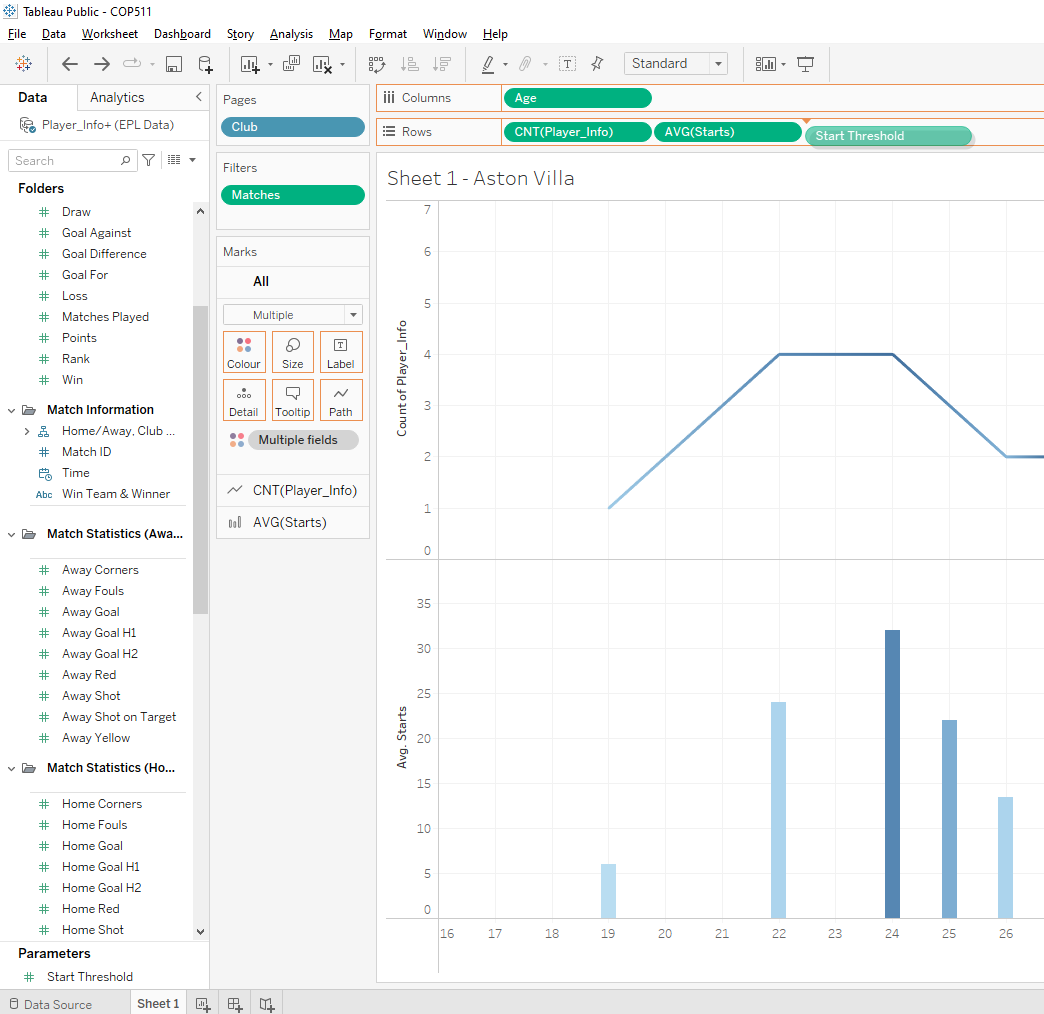 Tableau Public - COP511
File Data Worksheet Dashboard Story Analysis Map Format Window Help
Standard
Data Analytics
Player_Info+ (EPL Data)
Search
Folders
Draw
Goal Against
Goal Difference
Goal For
Loss
Matches Played
Points
Rank
Win
Match Information
Home/Away, Club ...
Match ID
Time
Abc Win Team & Winner
Match Statistics (Awa...
Away Corners
Away Fouls
Away Goal
Away Goal H1
Away Goal H2
Away Red
Away Shot
Away Shot on Target
Away Yellow
Match Statistics (Ho...
Home Corners
Home Fouls
Home Goal
Home Goal H1
Home Goal H2
Home Red
Home Shot
Parameters
Start Threshold
Pages
Club
Filters
Matches
Marks
All
Multiple
Colour Size Label
Detail Tooltip Path
Multiple fields
CNT(Player_Info)
AVG(Starts)
Columns Age
Rows CNT(Player_Info) AVG(Starts) Start Threshold
Sheet 1 - Aston Villa
Count of Player_Info
7
6
5
4
3
2
1
0
Avg. Starts
35
30
25
20
15
10
5
0
16 17 18 19 20 21 22 23 24 25 26
Data Source Sheet 1